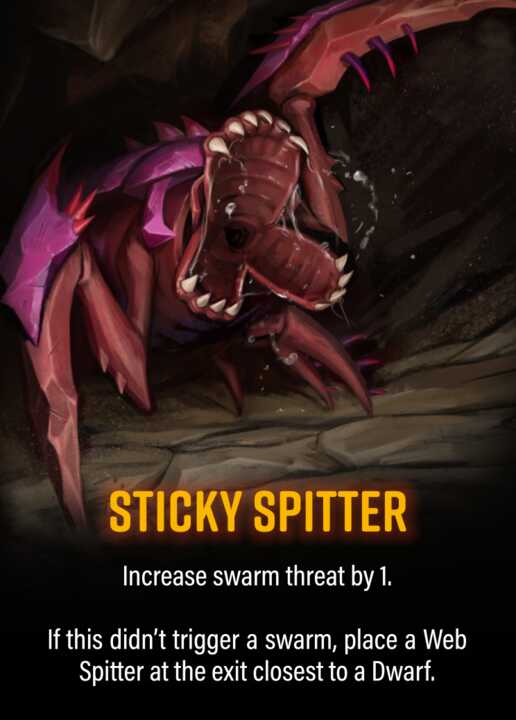 STICKY SPITTER
Increase swarm threat by 1.
If this didn’t trigger a swarm, place a Web
Spitter at the exit closest to a Dwarf.